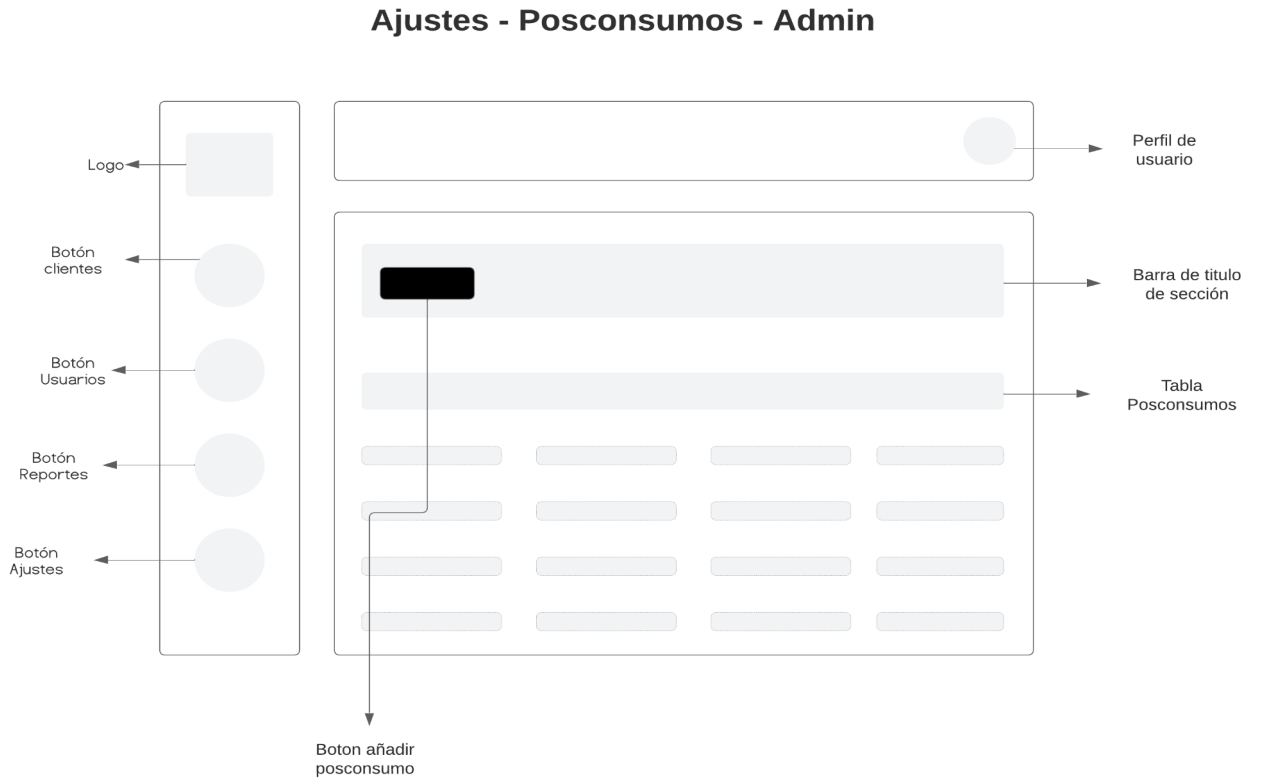 Ajustes - Posconsumos - Admin
Logo
Perfil de
usuario
Botón
clientes
Barra de titulo
de sección
Botón
Usuarios
Tabla
Posconsumos
Botón
Reportes
Botón
Ajustes
Boton añadir
posconsumo